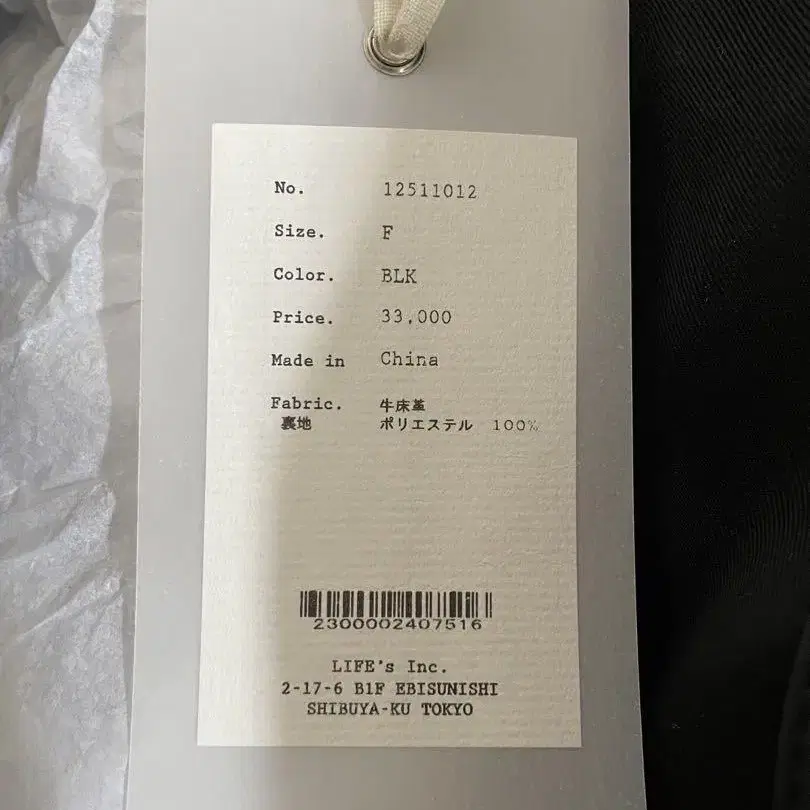 No. 12511012
Size. F
Color. BLK
Price. 33,000
Made in China
Fabric. 牛床革
裏地 ポリエステル 100%
2300002407516
LIFE's Inc.
2-17-6 B1F EBISUNISHI
SHIBUYA-KU TOKYO